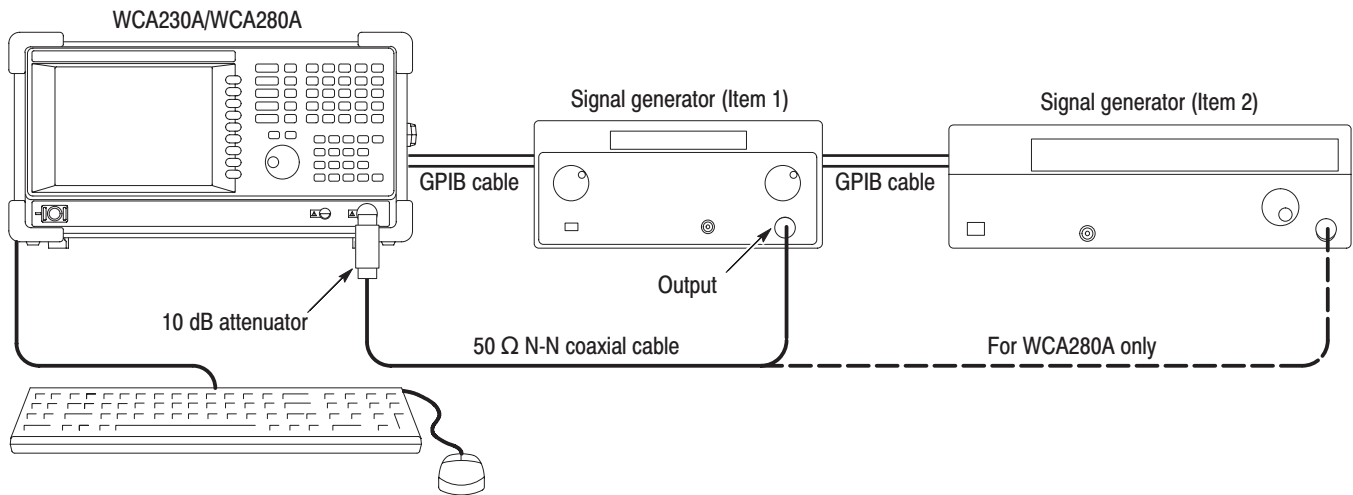 WCA230A/WCA280A
Signal generator (Item 1)
Signal generator (Item 2)
GPIB cable
GPIB cable
Output
10 dB attenuator
50 Ω N-N coaxial cable
For WCA280A only